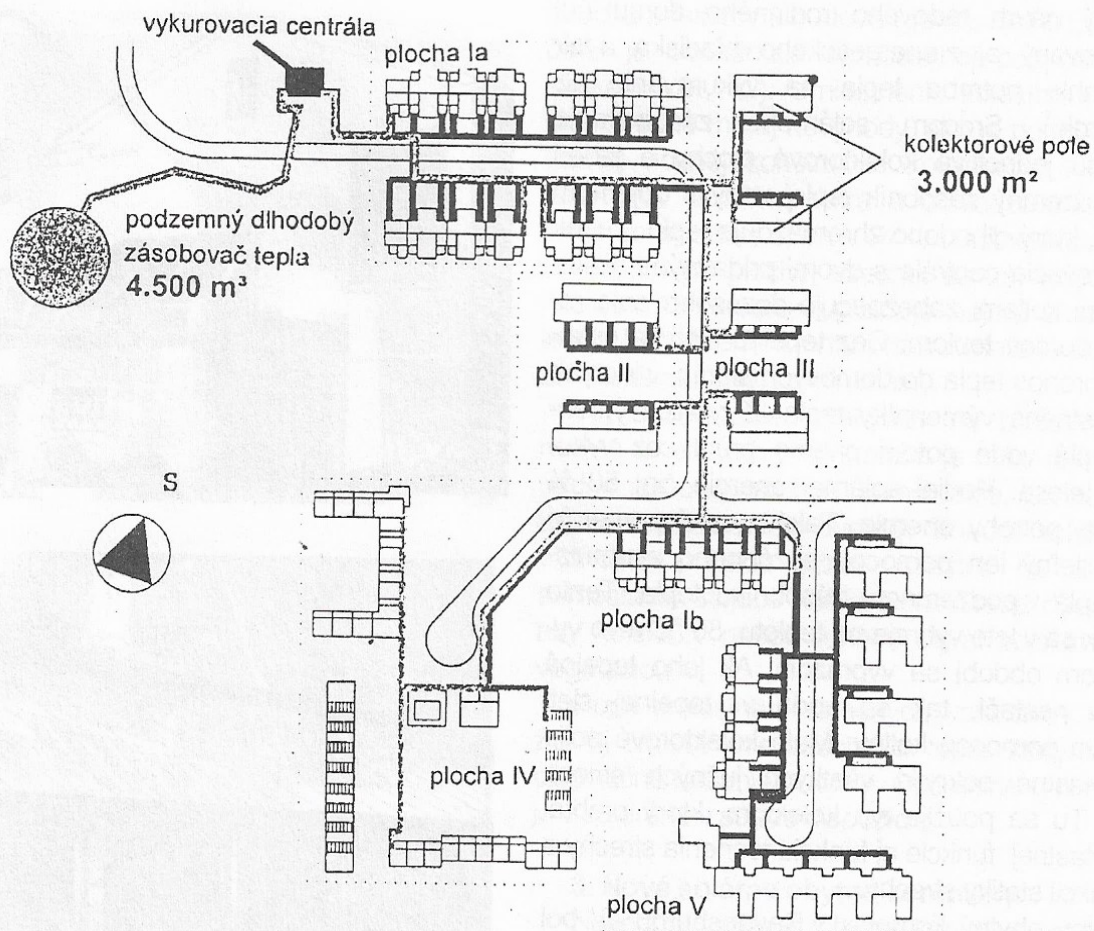 vykurovacia centrála
plocha Ia
kolektorové pole
3.000 m²
podzemný dlhodobý
zásobovač tepla
4.500 m³
plocha II
plocha III
S
plocha Ib
plocha IV
plocha V